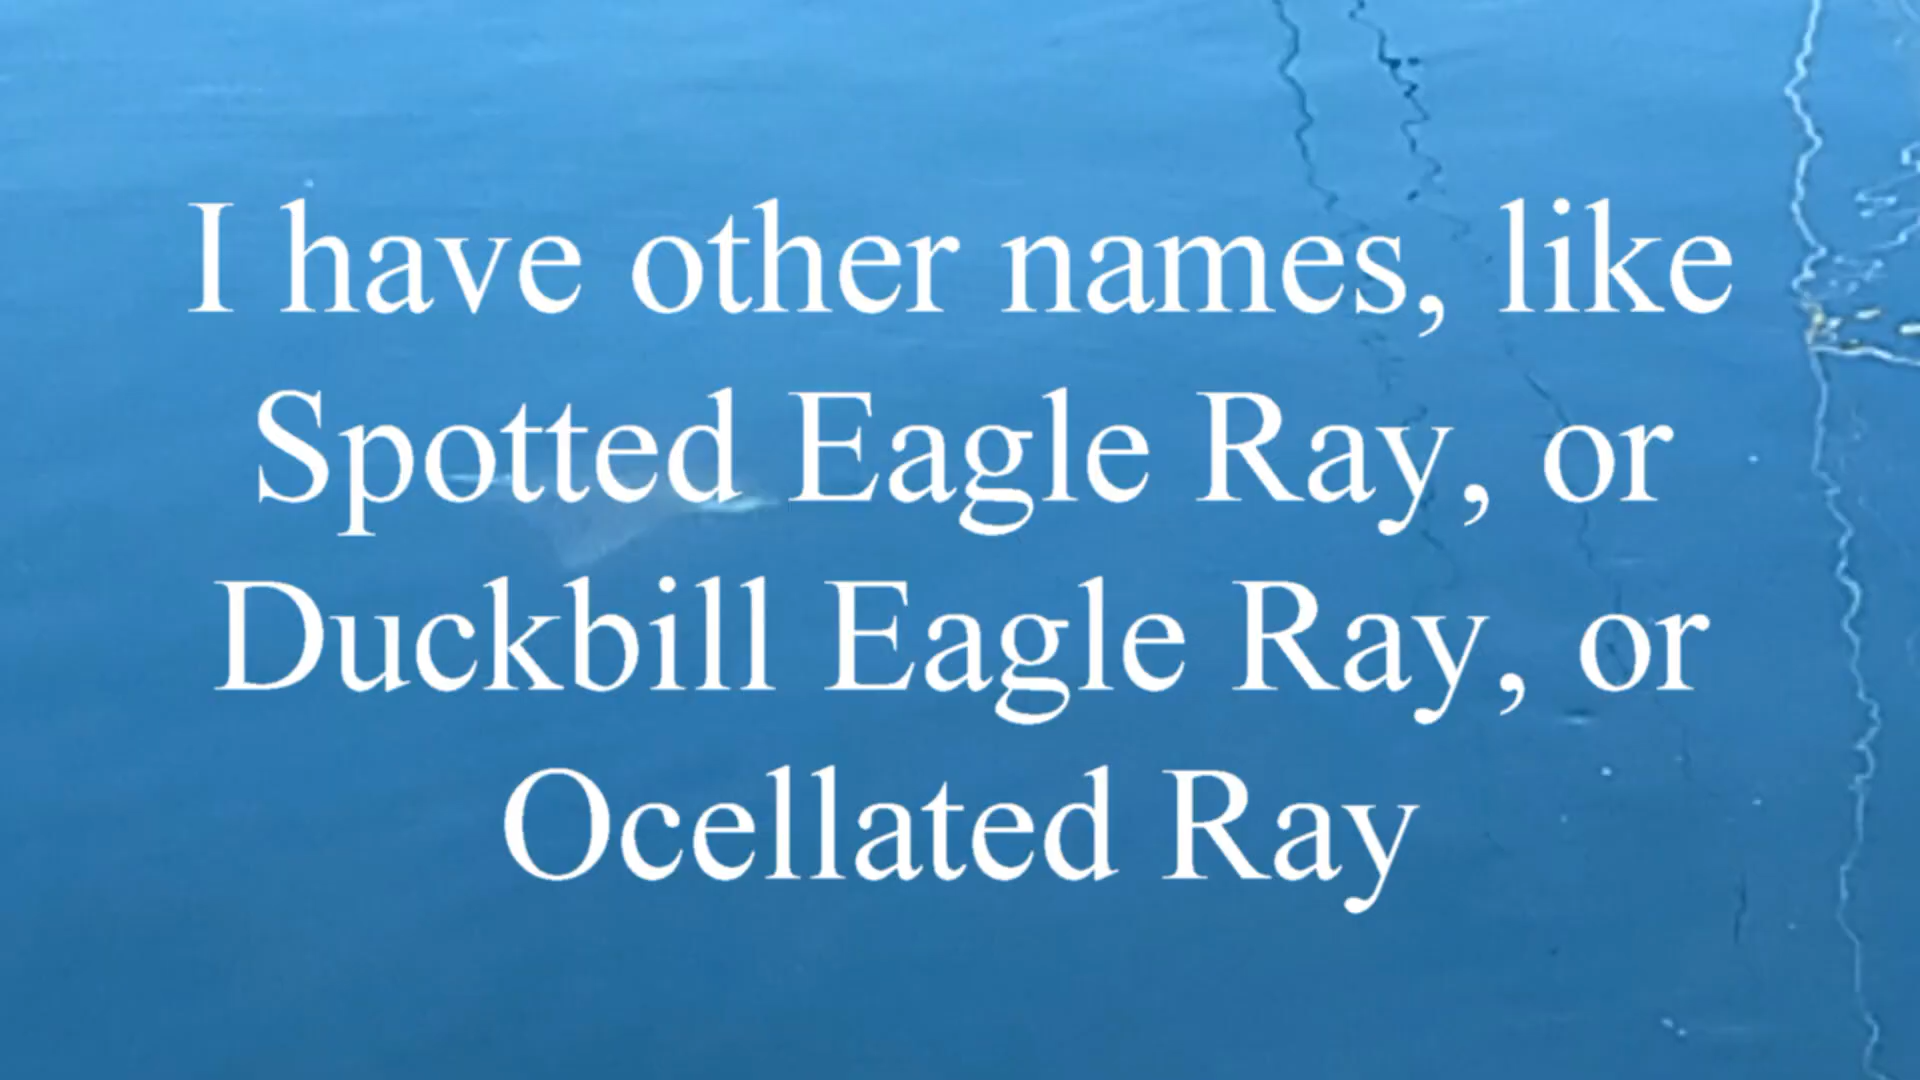 I have other names, like
Spotted Eagle Ray, or
Duckbill Eagle Ray, or
Ocellated Ray